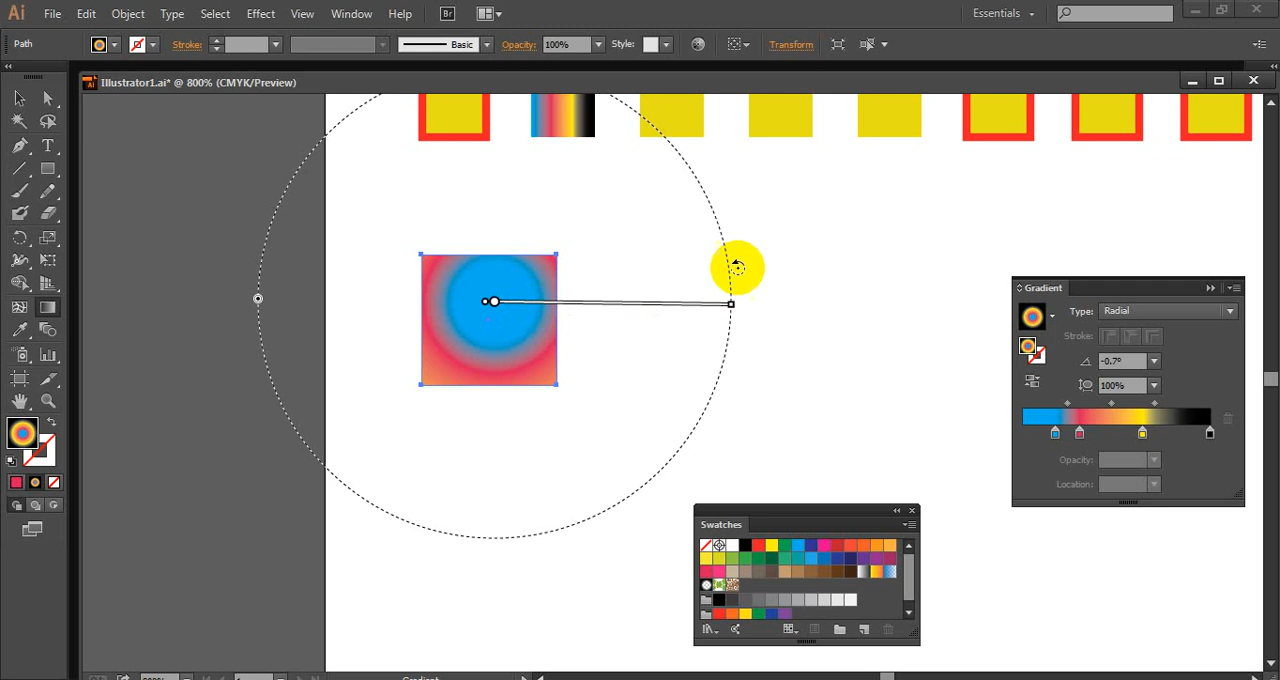 Ai File Edit Object Type Select Effect View Window Help Br Essentials
Path Stroke: Basic Opacity: 100% Style: Transform
Illustrator1.ai* @ 800% (CMYK/Preview)
T
Gradient
Type: Radial
Stroke:
-0.7°
100%
Opacity:
Location:
Swatches
Gradient